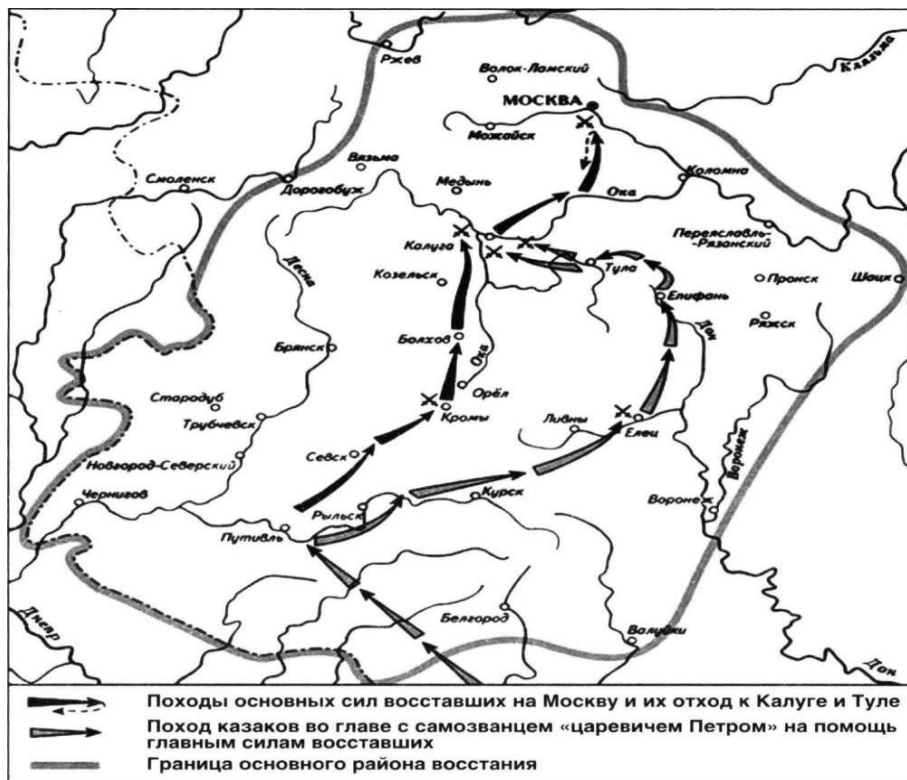 Ржев
Клязьма
Волок-Ламский
МОСКВА
Можайск
Вязьма
Смоленск
Дорогобуж
Медынь
Коломна
Ока
Переяславль-
-Рязанский
Калуга
Десна
Козельск
Тула
Пронск
Шацк
Епифань
Ряжск
Дон
Болхов
Ока
Брянск
Орёл
Стародуб
Трубчевск
Кромы
Ливны
Елец
Воронеж
Севск
Новгород-Северский
Чернигов
Курск
Воронеж
Рыльск
Путивль
Белгород
Валуйки
Днепр
Дон
Походы основных сил восставших на Москву и их отход к Калуге и Туле
Поход казаков во главе с самозванцем «царевичем Петром» на помощь
главным силам восставших
Граница основного района восстания